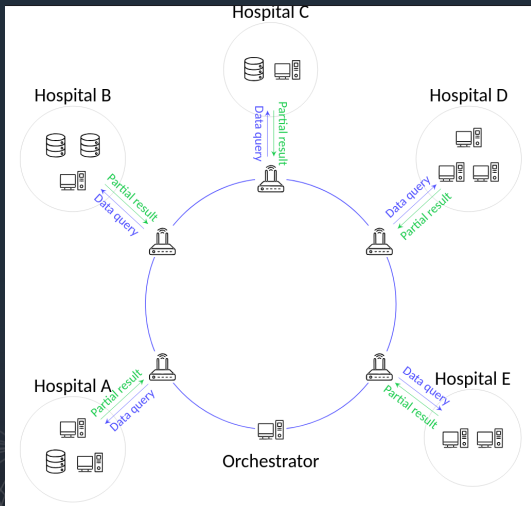 Hospital C
Data query
Partial result
Hospital B
Partial result
Data query
Hospital D
Data query
Partial result
Hospital A
Partial result
Data query
Hospital E
Data query
Partial result
Orchestrator